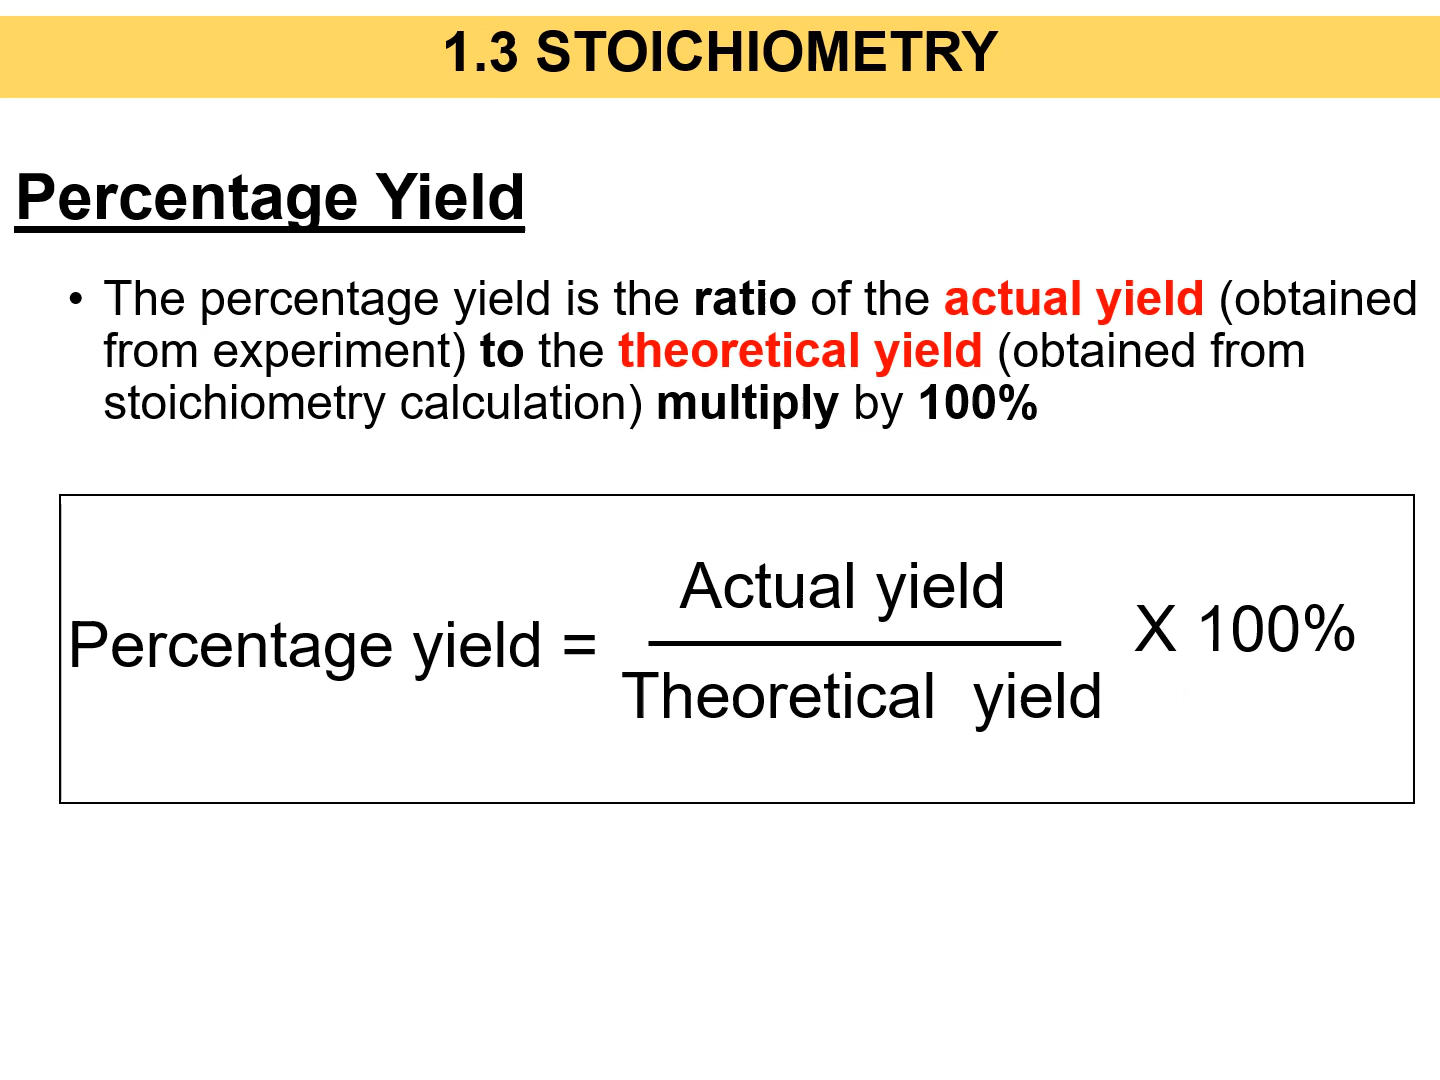 1.3 STOICHIOMETRY
Percentage Yield
• The percentage yield is the ratio of the actual yield (obtained
from experiment) to the theoretical yield (obtained from
stoichiometry calculation) multiply by 100%
Actual yield
Percentage yield = X 100%
Theoretical yield